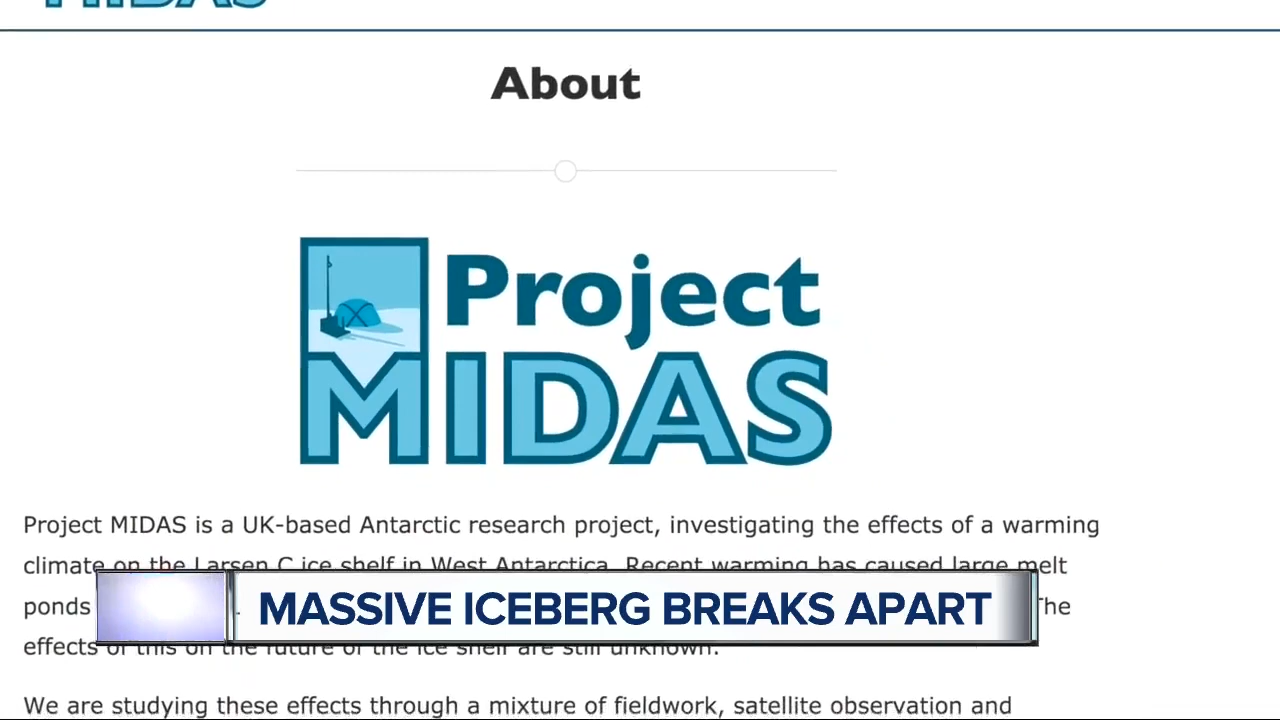 MIDAS
About
Project
MIDAS
Project MIDAS is a UK-based Antarctic research project, investigating the effects of a warming
climate on the Larsen C ice shelf in West Antarctica. Recent warming has caused large melt
ponds The
MASSIVE ICEBERG BREAKS APART
effects of this on the future of the ice shelf are still unknown.
We are studying these effects through a mixture of fieldwork, satellite observation and